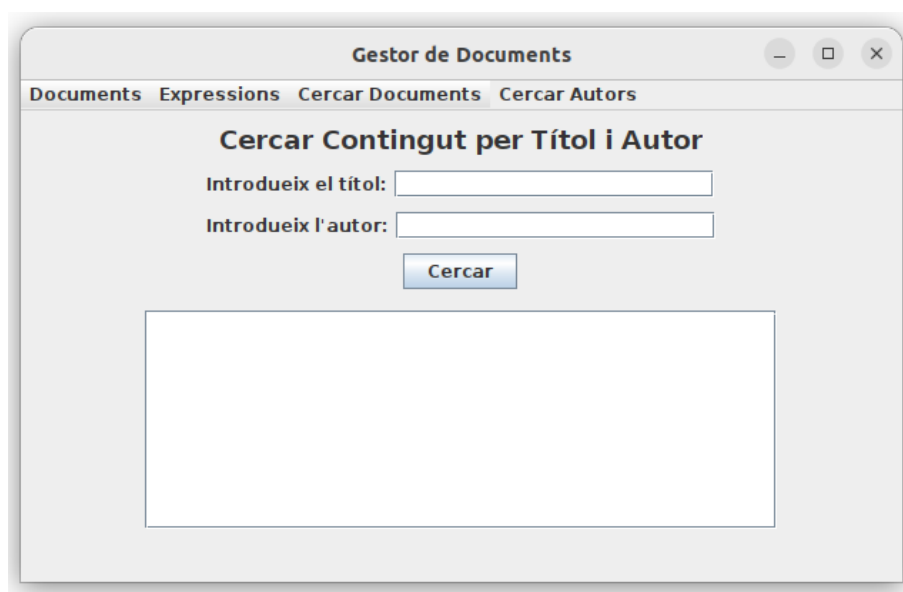 Gestor de Documents
Documents Expressions Cercar Documents Cercar Autors
Cercar Contingut per Títol i Autor
Introdueix el títol:
Introdueix l'autor:
Cercar